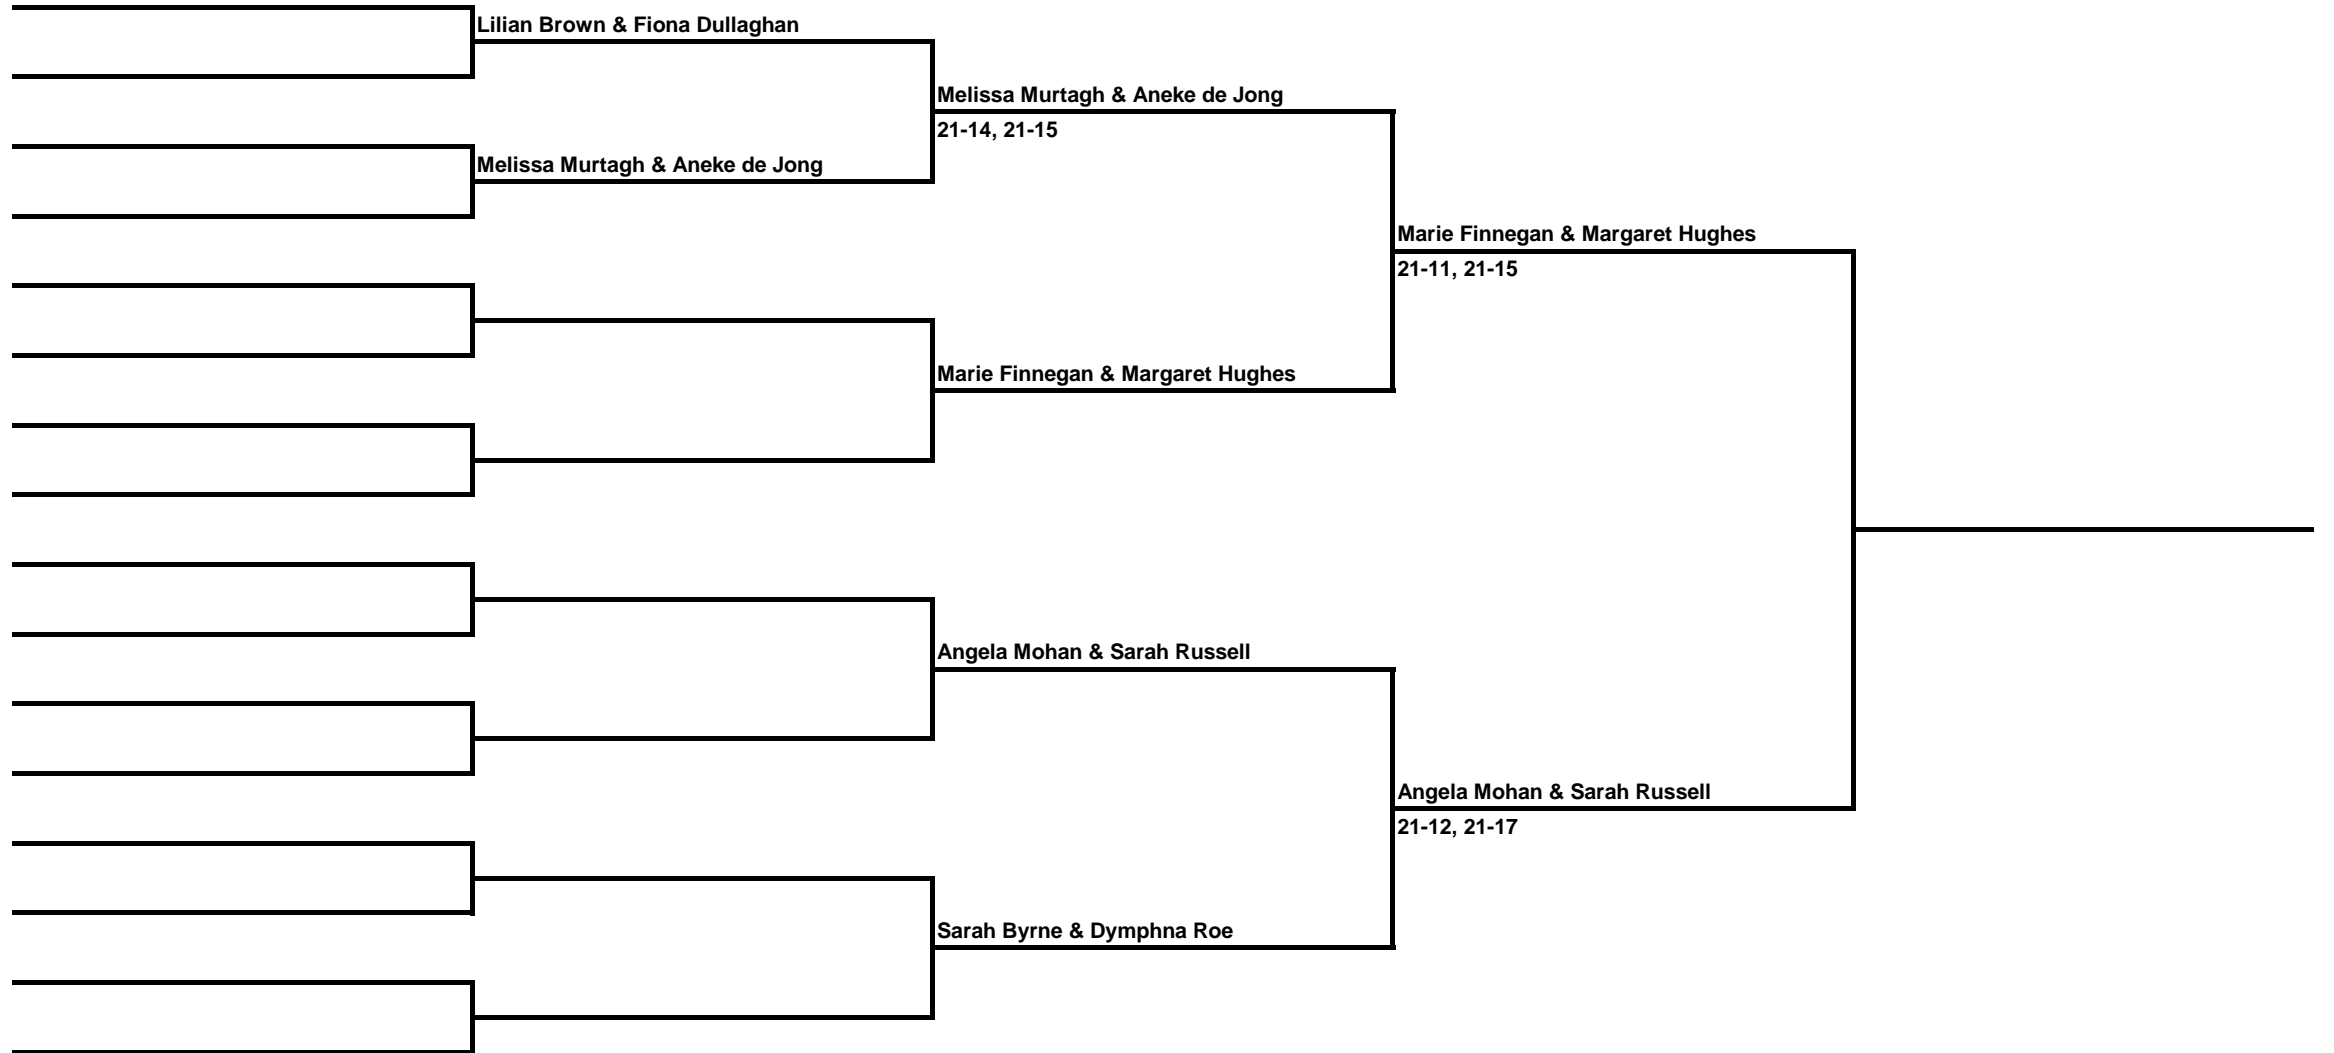 Lilian Brown & Fiona Dullaghan
Melissa Murtagh & Aneke de Jong
21-14, 21-15
Melissa Murtagh & Aneke de Jong
Marie Finnegan & Margaret Hughes
21-11, 21-15
Marie Finnegan & Margaret Hughes
Angela Mohan & Sarah Russell
Angela Mohan & Sarah Russell
21-12, 21-17
Sarah Byrne & Dymphna Roe